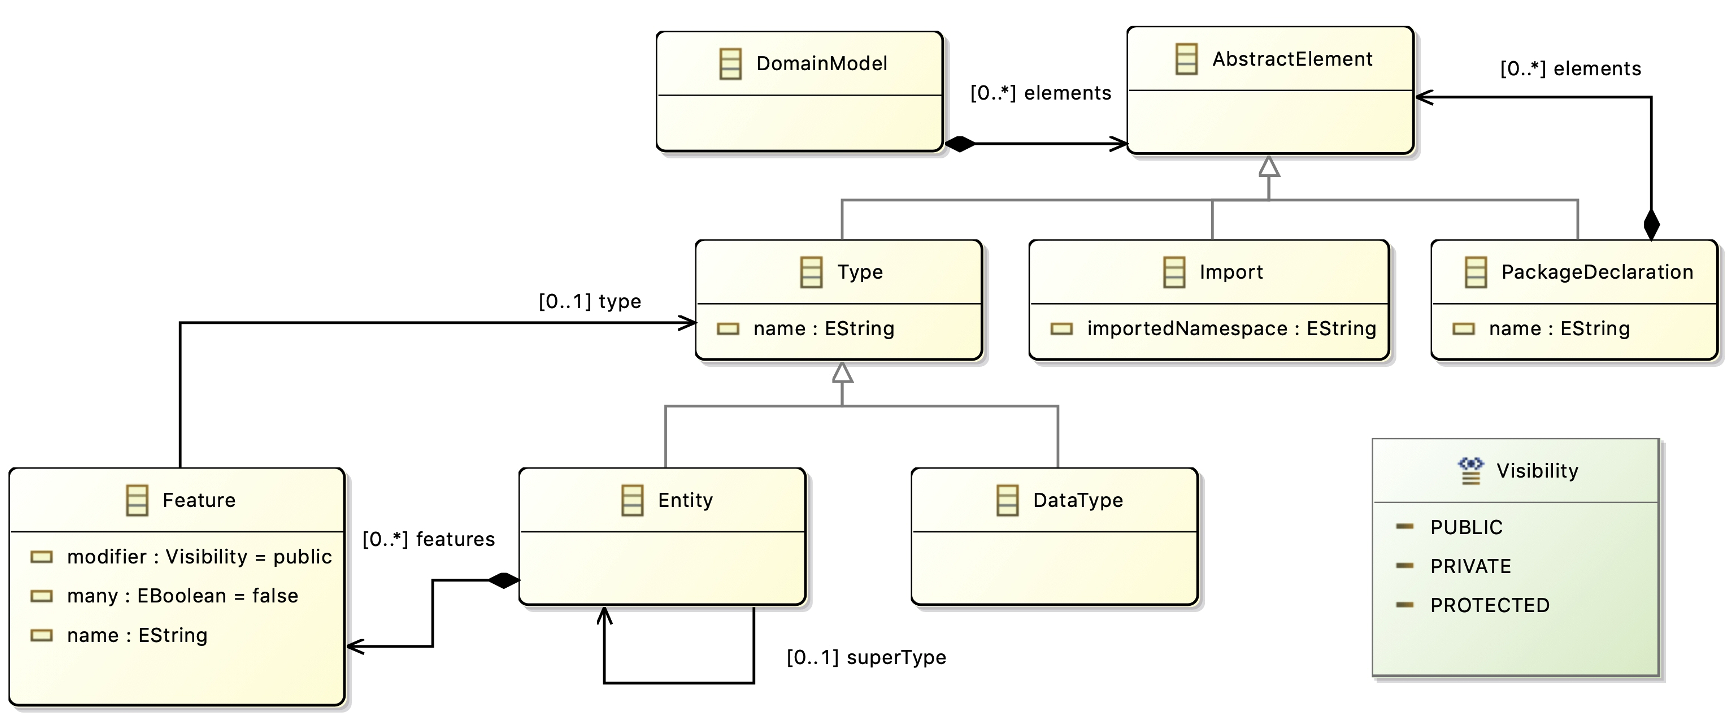 DomainModel
AbstractElement
[0..*] elements
[0..*] elements
Type
name : EString
Import
importedNamespace : EString
PackageDeclaration
name : EString
[0..1] type
Feature
modifier : Visibility = public
many : EBoolean = false
name : EString
[0..*] features
Entity
[0..1] superType
DataType
Visibility
PUBLIC
PRIVATE
PROTECTED